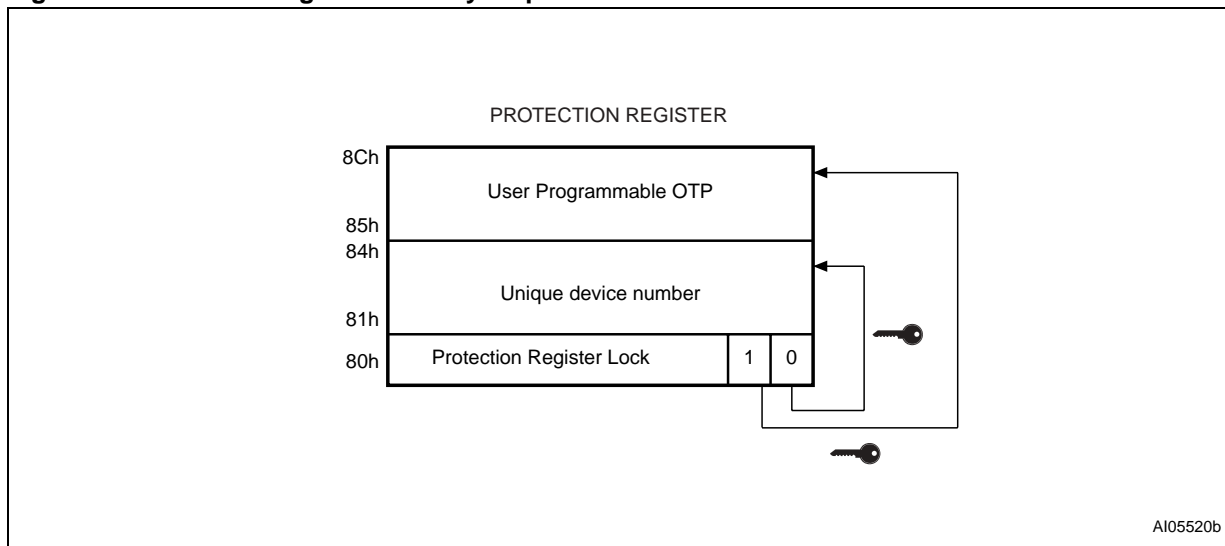 PROTECTION REGISTER
8Ch
User Programmable OTP
85h
84h
Unique device number
81h
80h
Protection Register Lock
1
0
AI05520b